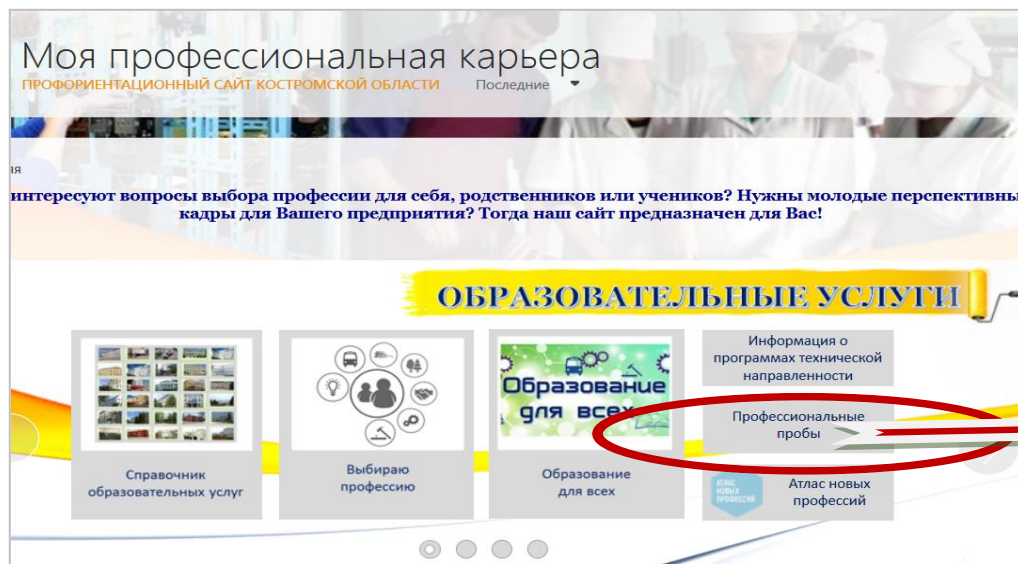 Моя профессиональная карьера
ПРОФОРИЕНТАЦИОННЫЙ САЙТ КОСТРОМСКОЙ ОБЛАСТИ Последние
ия
интересуют вопросы выбора профессии для себя, родственников или учеников? Нужны молодые перспективны
кадры для Вашего предприятия? Тогда наш сайт предназначен для Вас!
ОБРАЗОВАТЕЛЬНЫЕ УСЛУГИ
Справочник
образовательных услуг
Выбираю
профессию
Образование
для всех
Образование
для всех
Информация о
программах технической
направленности
Профессиональные
пробы
АТЛАС
НОВЫХ
ПРОФЕССИЙ
Атлас новых
профессий